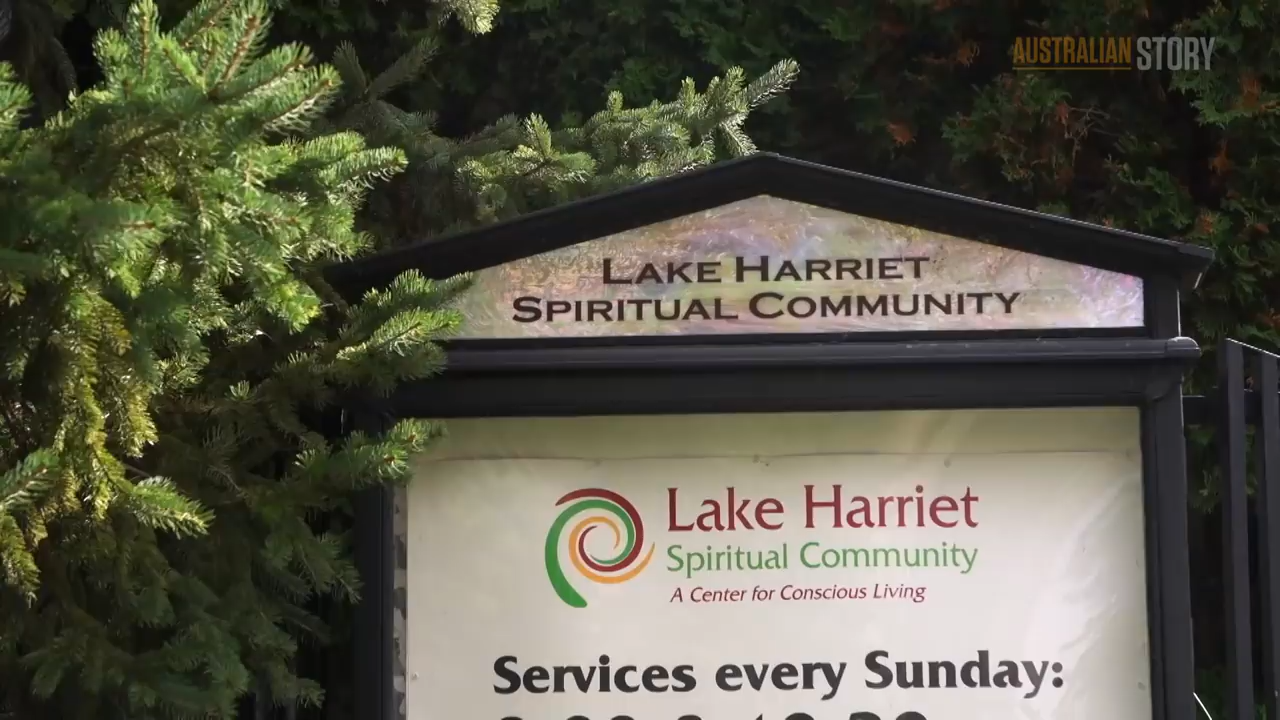 AUSTRALIAN STORY
LAKE HARRIET
SPIRITUAL COMMUNITY
Lake Harriet
Spiritual Community
A Center for Conscious Living
Services every Sunday: